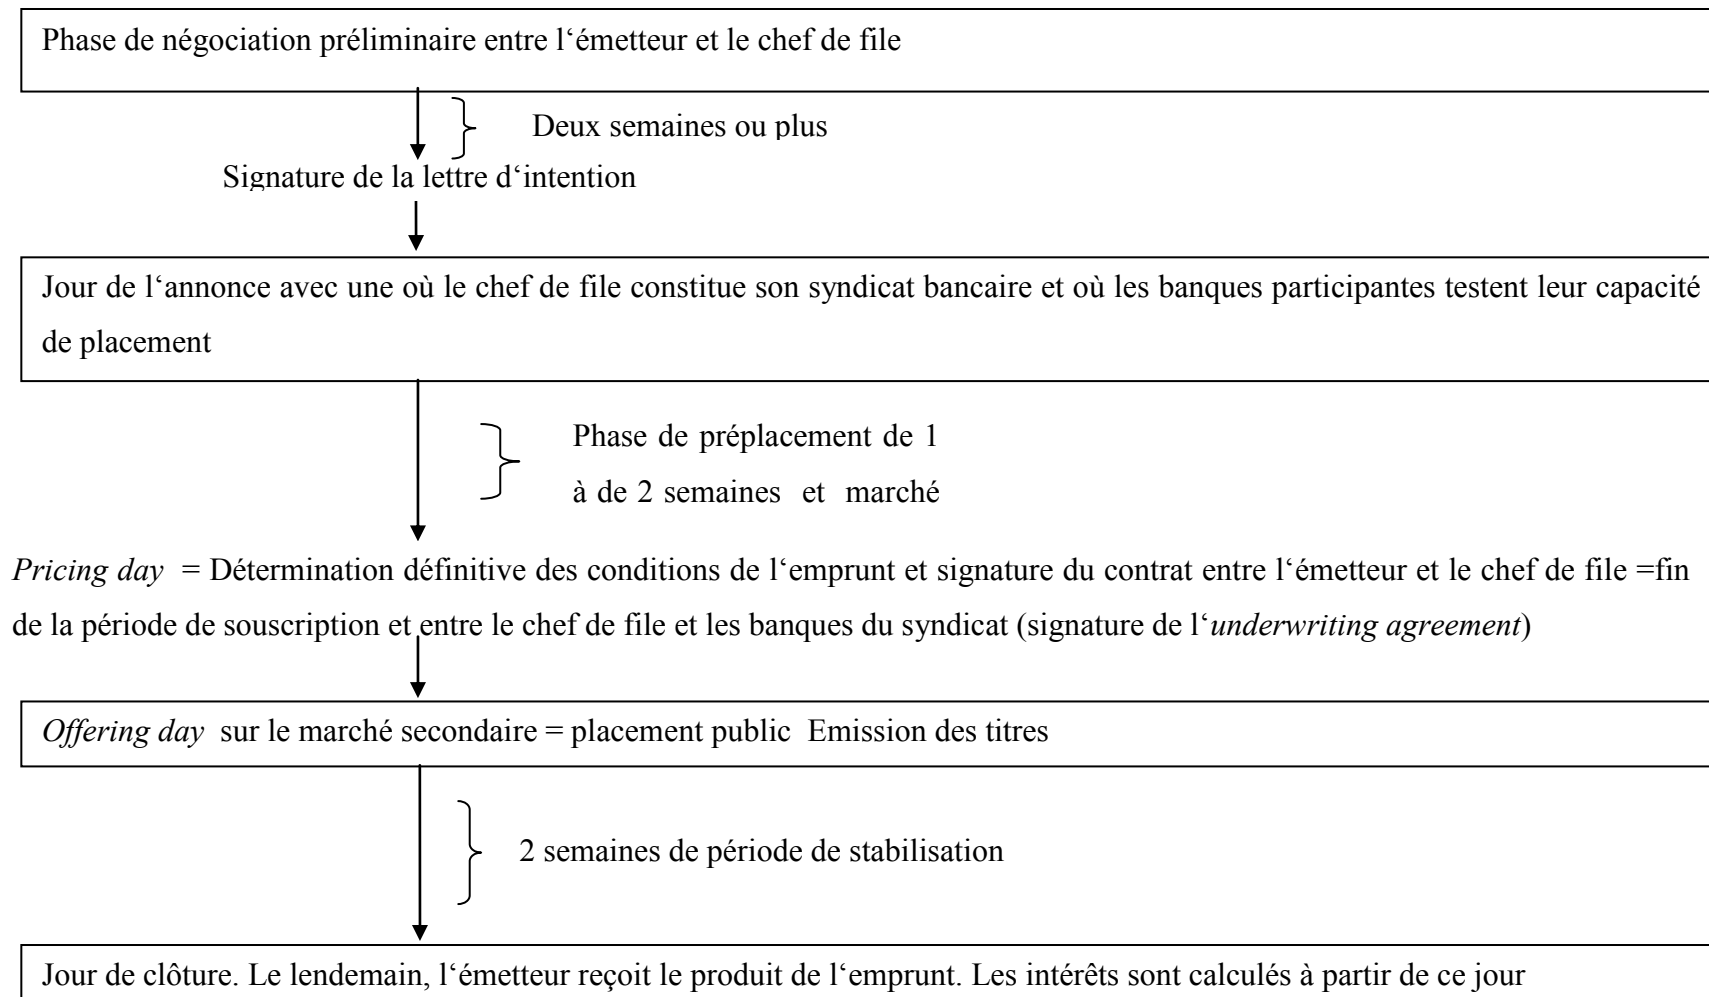 Phase de négociation préliminaire entre l‘émetteur et le chef de file
Deux semaines ou plus
Signature de la lettre d‘intention
Jour de l‘annonce avec une où le chef de file constitue son syndicat bancaire et où les banques participantes testent leur capacité
de placement
Phase de préplacement de 1
à de 2 semaines et marché
Pricing day = Détermination définitive des conditions de l‘emprunt et signature du contrat entre l‘émetteur et le chef de file =fin
de la période de souscription et entre le chef de file et les banques du syndicat (signature de l‘underwriting agreement)
Offering day sur le marché secondaire = placement public Emission des titres
2 semaines de période de stabilisation
Jour de clôture. Le lendemain, l‘émetteur reçoit le produit de l‘emprunt. Les intérêts sont calculés à partir de ce jour